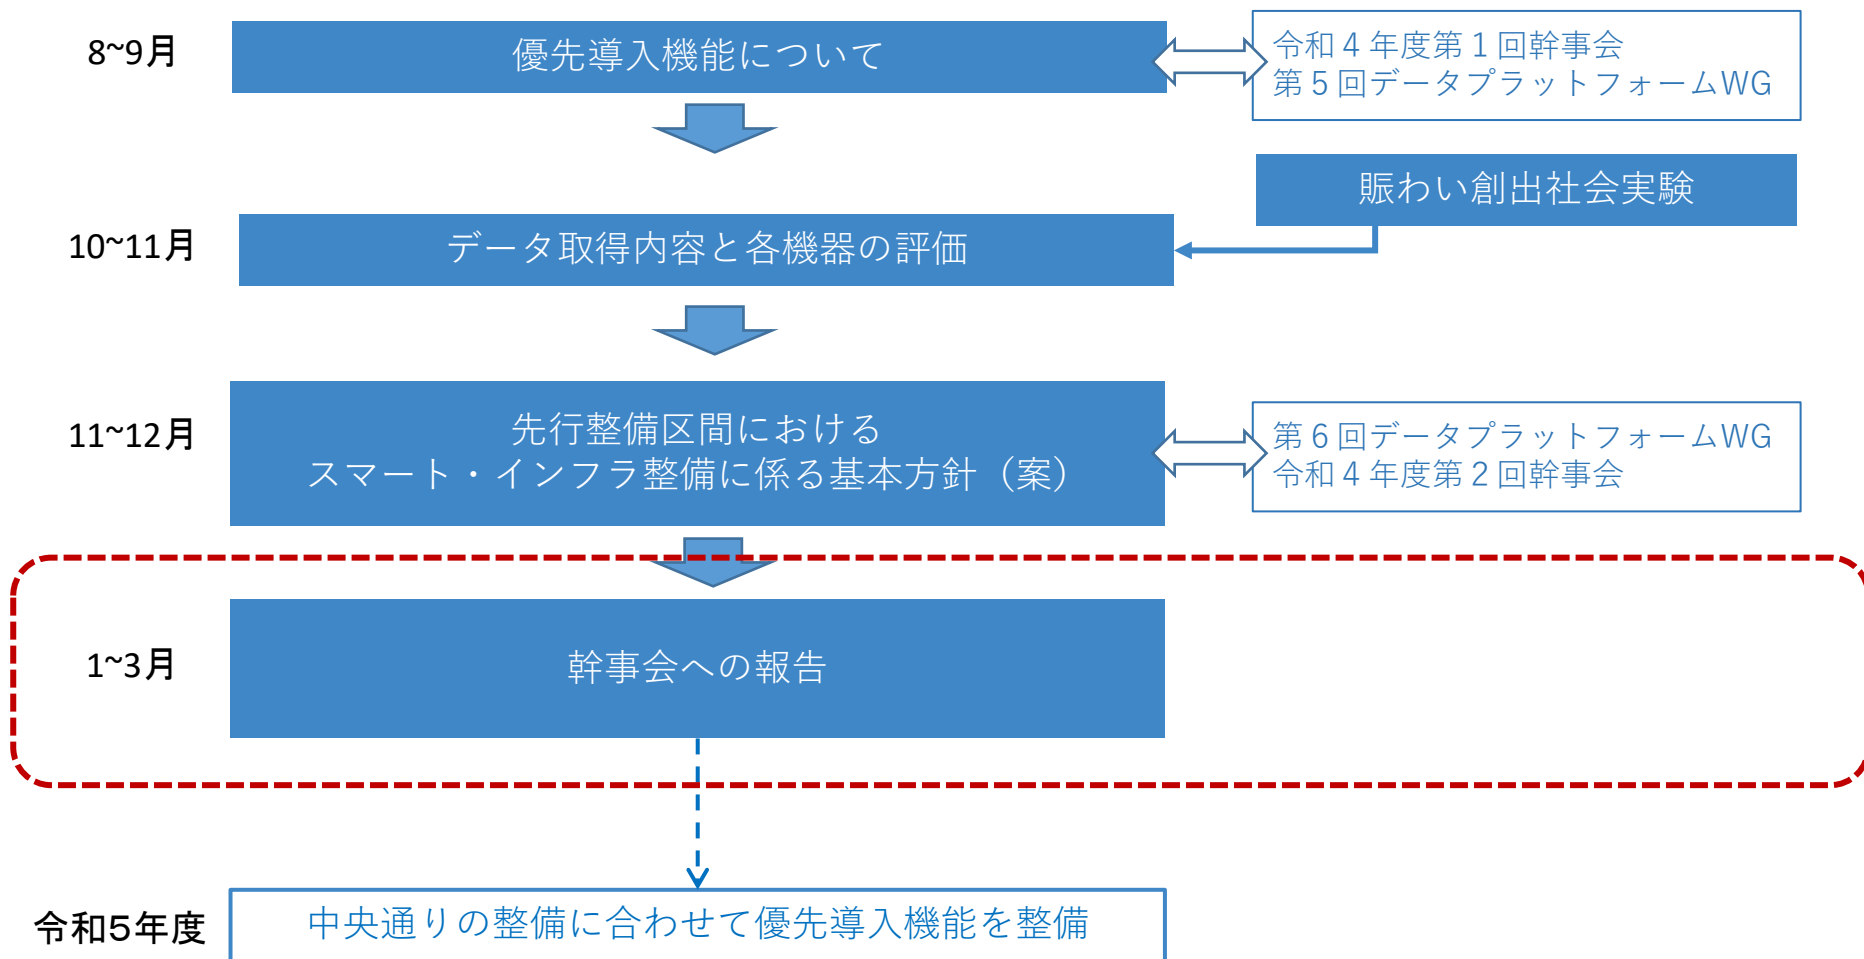 8~9月
優先導入機能について
令和４年度第１回幹事会
第５回データプラットフォームWG
賑わい創出社会実験
10~11月
データ取得内容と各機器の評価
11~12月
先行整備区間における
スマート・インフラ整備に係る基本方針（案）
第６回データプラットフォームWG
令和４年度第２回幹事会
1~3月
幹事会への報告
令和5年度
中央通りの整備に合わせて優先導入機能を整備